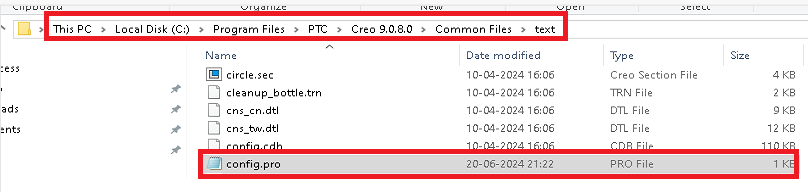 Organize New Open Select
This PC > Local Disk (C:) > Program Files > PTC > Creo 9.0.8.0 > Common Files > text
Name Date modified Type Size
cess circle.sec 10-04-2024 16:06 Creo Section File 4 KB
cleanup_bottle.trn 10-04-2024 16:06 TRN File 2 KB
ads cns_cn.dtl 10-04-2024 16:06 DTL File 9 KB
ents cns_tw.dtl 10-04-2024 16:06 DTL File 12 KB
config.cdb 10-04-2024 16:06 CDB File 110 KB
config.pro 20-06-2024 21:22 PRO File 1 KB